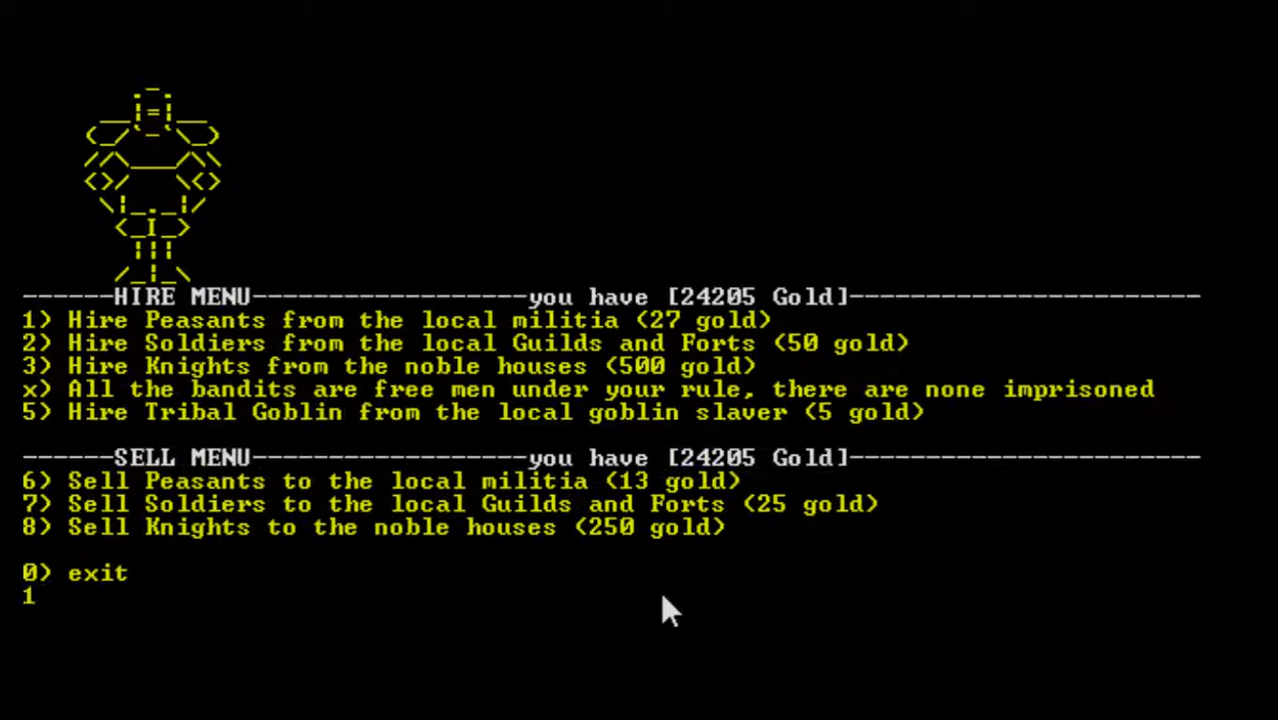 ------HIRE MENU------------------you have [24205 Gold]-----------------------
1) Hire Peasants from the local militia (27 gold)
2) Hire Soldiers from the local Guilds and Forts (50 gold)
3) Hire Knights from the noble houses (500 gold)
x) All the bandits are free men under your rule, there are none imprisoned
5) Hire Tribal Goblin from the local goblin slaver (5 gold)
------SELL MENU------------------you have [24205 Gold]-----------------------
6) Sell Peasants to the local militia (13 gold)
7) Sell Soldiers to the local Guilds and Forts (25 gold)
8) Sell Knights to the noble houses (250 gold)
0) exit
1